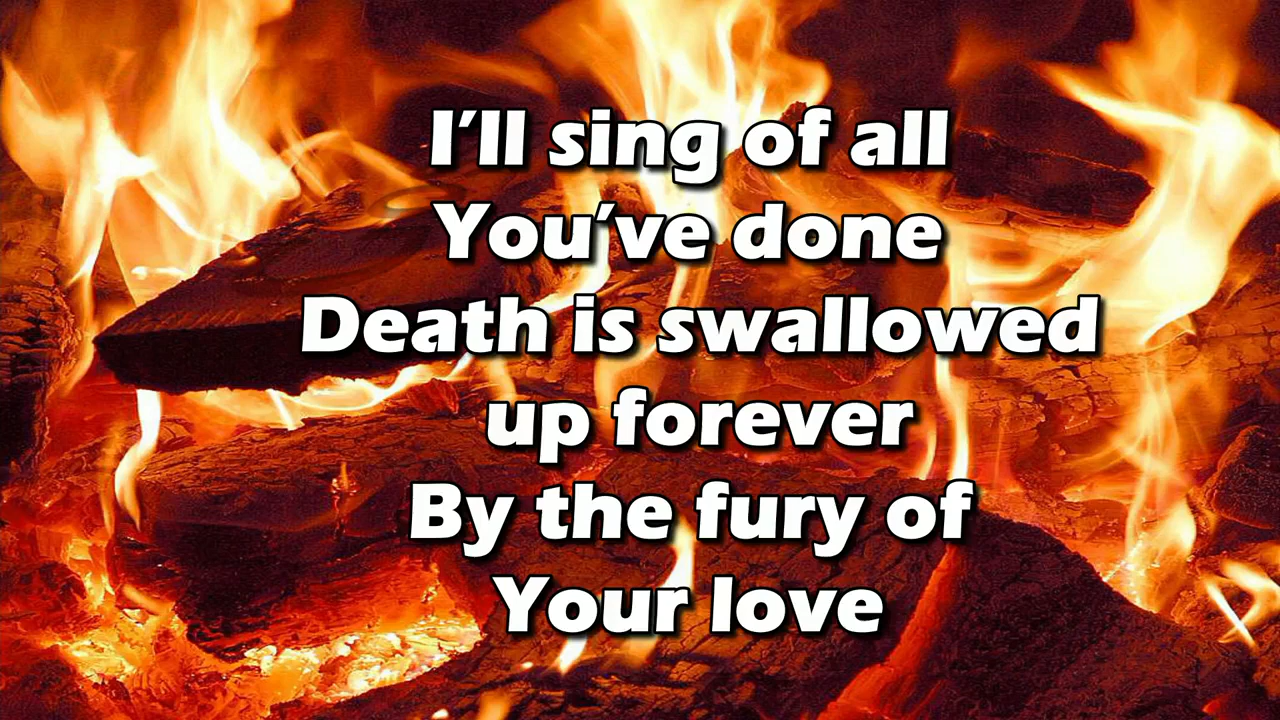 I’ll sing of all
You’ve done
Death is swallowed
up forever
By the fury of
Your love